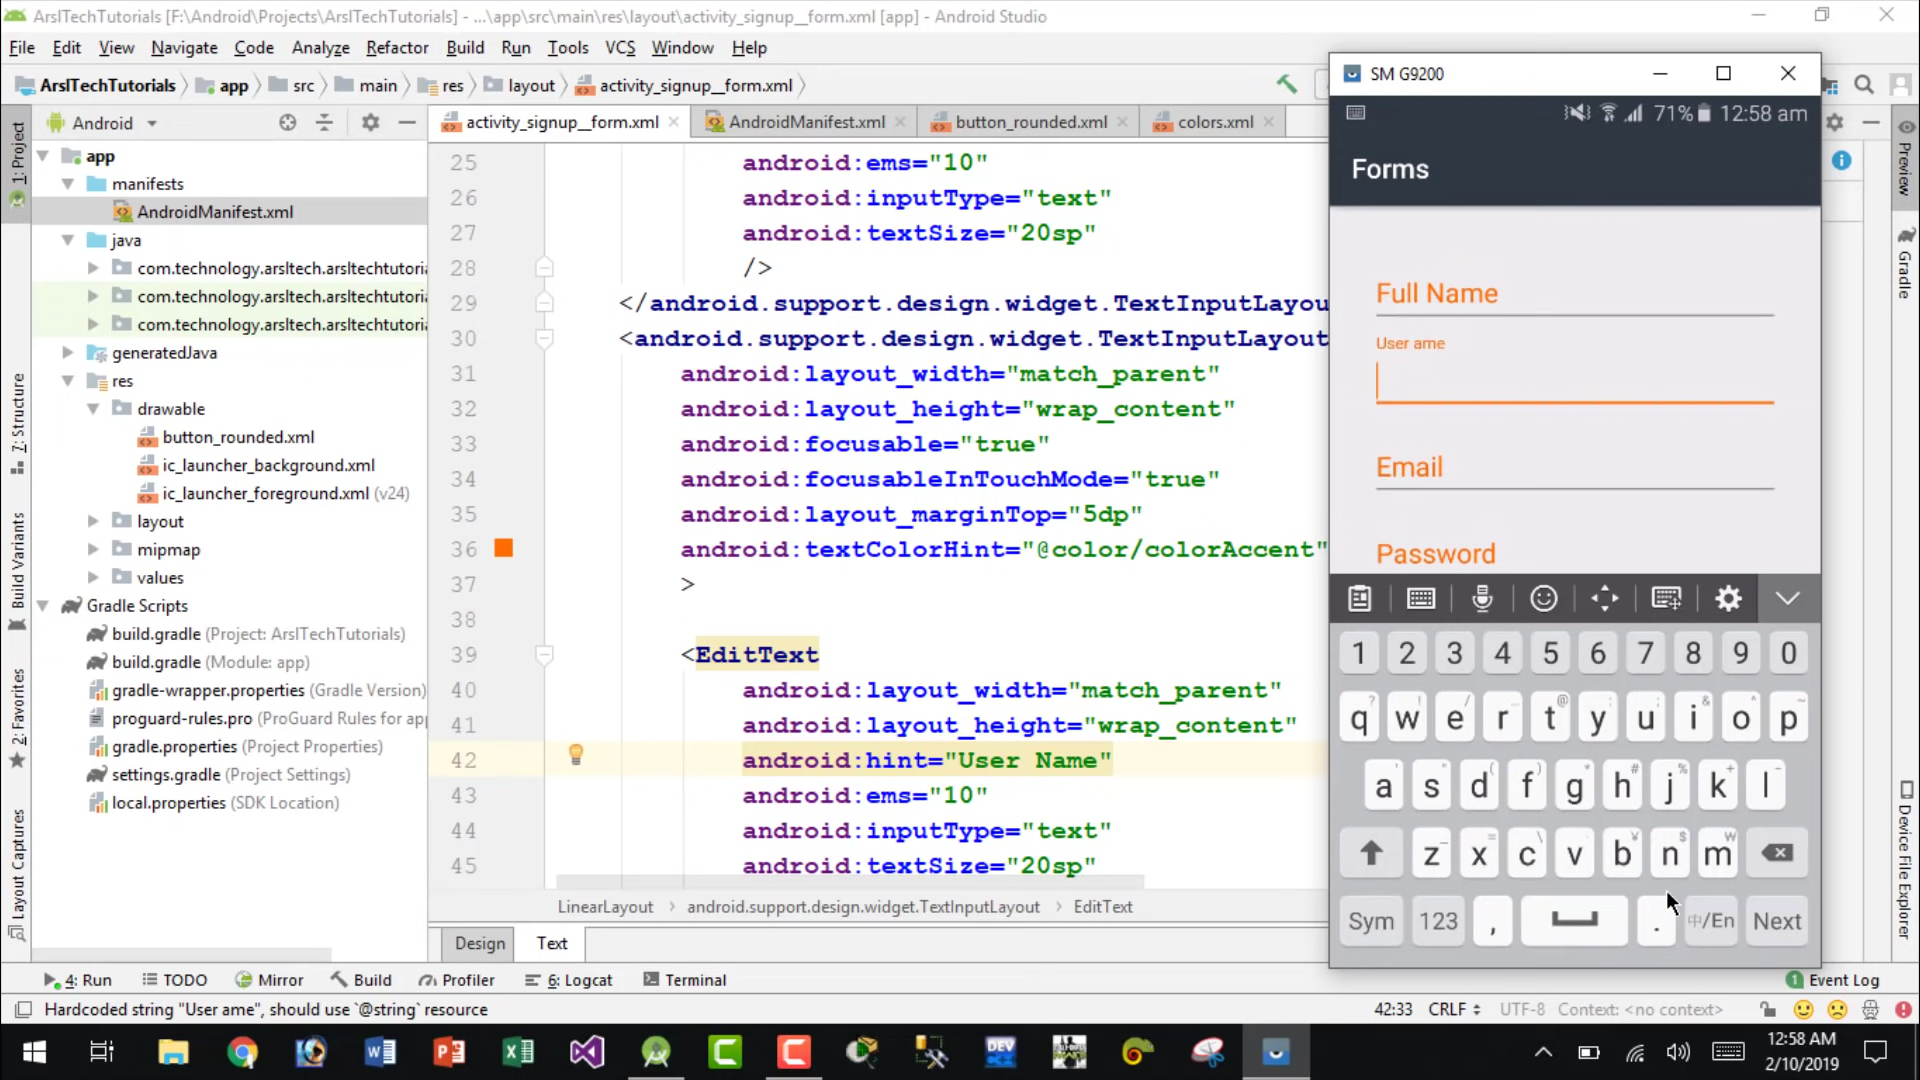 ArslTechTutorials [F:\Android\Projects\ArslTechTutorials] - ...\app\src\main\res\layout\activity_signup__form.xml [app] - Android Studio
File Edit View Navigate Code Analyze Refactor Build Run Tools VCS Window Help
ArslTechTutorials app src main res layout activity_signup__form.xml
Android
activity_signup__form.xml AndroidManifest.xml button_rounded.xml colors.xml
1: Project
7: Structure
Build Variants
2: Favorites
Layout Captures
app
manifests
AndroidManifest.xml
java
com.technology.arsltech.arsltechtutori
com.technology.arsltech.arsltechtutori
com.technology.arsltech.arsltechtutori
generatedJava
res
drawable
button_rounded.xml
ic_launcher_background.xml
ic_launcher_foreground.xml (v24)
layout
mipmap
values
Gradle Scripts
build.gradle (Project: ArslTechTutorials)
build.gradle (Module: app)
gradle-wrapper.properties (Gradle Version)
proguard-rules.pro (ProGuard Rules for app
gradle.properties (Project Properties)
settings.gradle (Project Settings)
local.properties (SDK Location)
25 android:ems="10"
26 android:inputType="text"
27 android:textSize="20sp"
28 />
29 </android.support.design.widget.TextInputLayou
30 <android.support.design.widget.TextInputLayout
31 android:layout_width="match_parent"
32 android:layout_height="wrap_content"
33 android:focusable="true"
34 android:focusableInTouchMode="true"
35 android:layout_marginTop="5dp"
36 android:textColorHint="@color/colorAccent"
37 >
38
39 <EditText
40 android:layout_width="match_parent"
41 android:layout_height="wrap_content"
42 android:hint="User Name"
43 android:ems="10"
44 android:inputType="text"
45 android:textSize="20sp"
LinearLayout android.support.design.widget.TextInputLayout EditText
Design Text
SM G9200
71% 12:58 am
Forms
Full Name
User ame
Email
Password
1 2 3 4 5 6 7 8 9 0
q w e r t y u i o p
a s d f g h j k l
z x c v b n m
Sym 123 , . 中/En Next
Preview
Gradle
Device File Explorer
4: Run TODO Mirror Build Profiler 6: Logcat Terminal 1 Event Log
Hardcoded string "User ame", should use `@string` resource 42:33 CRLF UTF-8 Context: <no context>
12:58 AM
2/10/2019